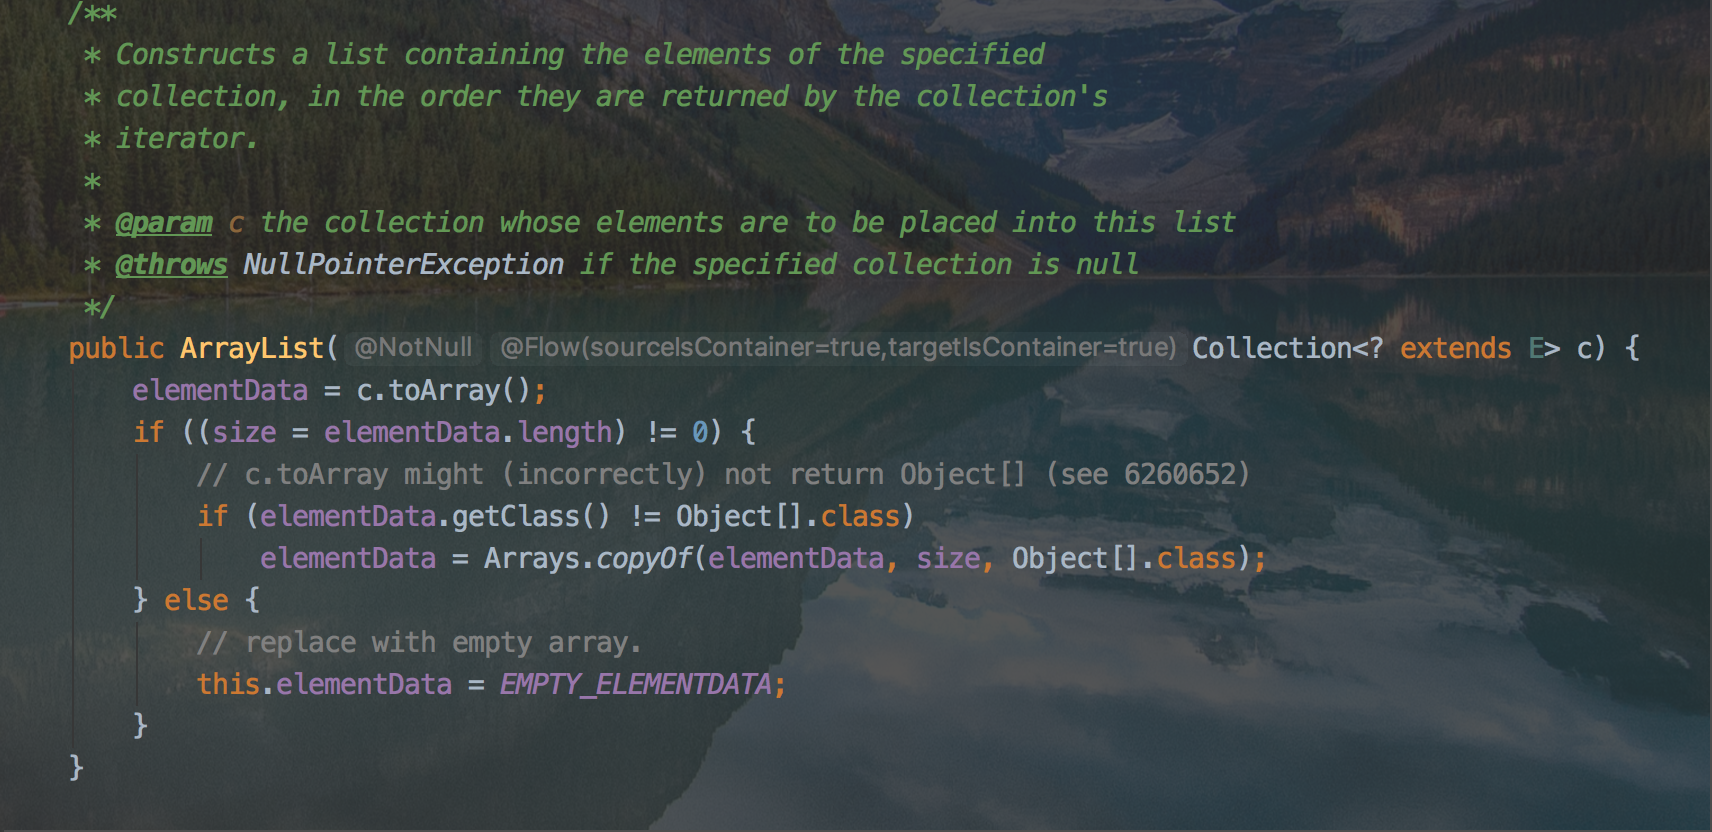 /**
 * Constructs a list containing the elements of the specified
 * collection, in the order they are returned by the collection's
 * iterator.
 *
 * @param c the collection whose elements are to be placed into this list
 * @throws NullPointerException if the specified collection is null
 */
public ArrayList( @NotNull @Flow(sourceIsContainer=true,targetIsContainer=true) Collection<? extends E> c) {
    elementData = c.toArray();
    if ((size = elementData.length) != 0) {
        // c.toArray might (incorrectly) not return Object[] (see 6260652)
        if (elementData.getClass() != Object[].class)
            elementData = Arrays.copyOf(elementData, size, Object[].class);
    } else {
        // replace with empty array.
        this.elementData = EMPTY_ELEMENTDATA;
    }
}